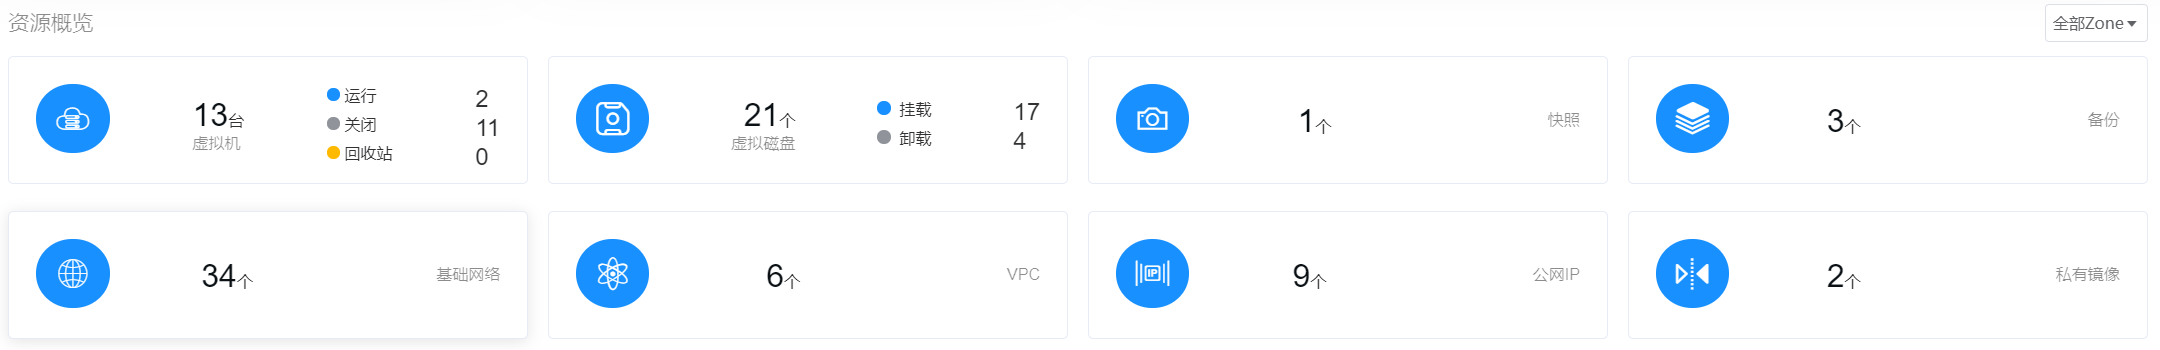 资源概览
全部Zone
13台
虚拟机
运行 2
关闭 11
回收站 0
21个
虚拟磁盘
挂载 17
卸载 4
1个 快照
3个 备份
34个 基础网络
6个 VPC
IP
9个 公网IP
2个 私有镜像